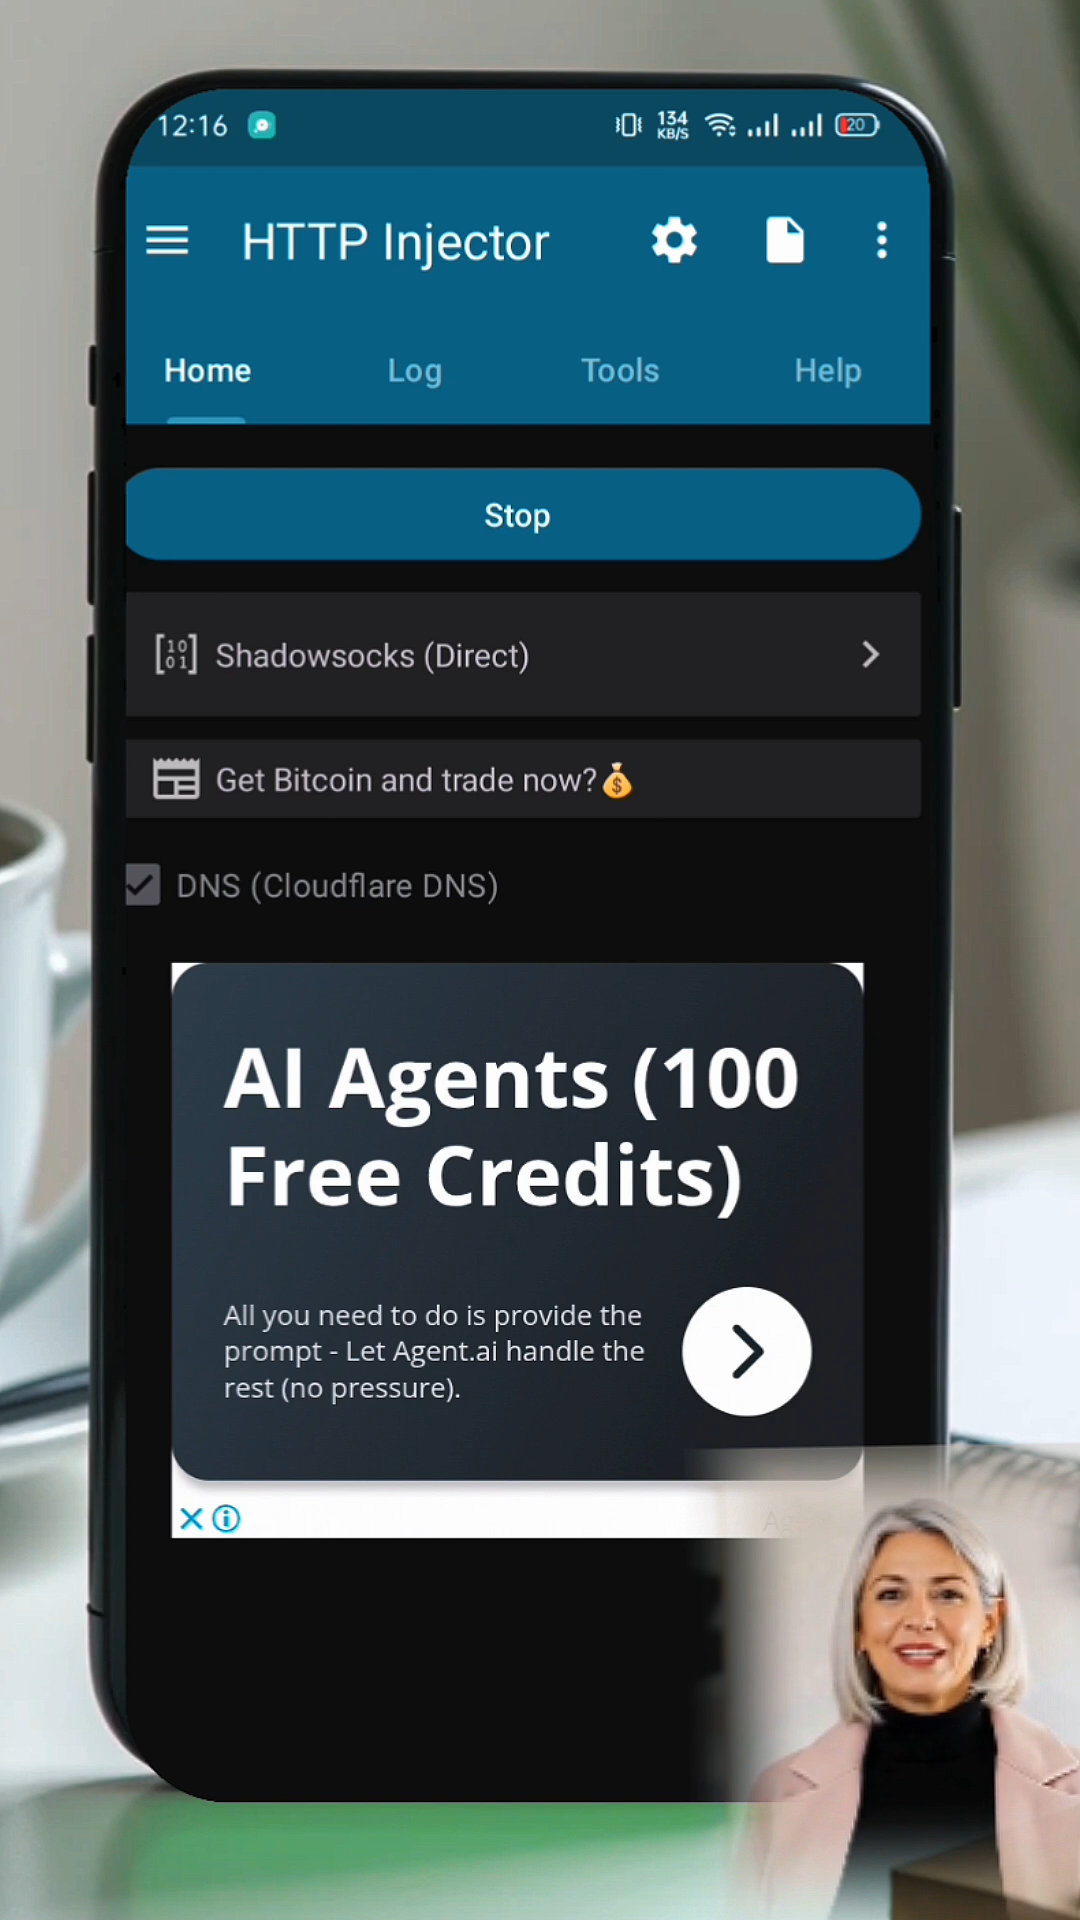 12:16
134
KB/S
20
HTTP Injector
Home
Log
Tools
Help
Stop
[10
01]
Shadowsocks (Direct)
Get Bitcoin and trade now?💰
DNS (Cloudflare DNS)
AI Agents (100
Free Credits)
All you need to do is provide the
prompt - Let Agent.ai handle the
rest (no pressure).